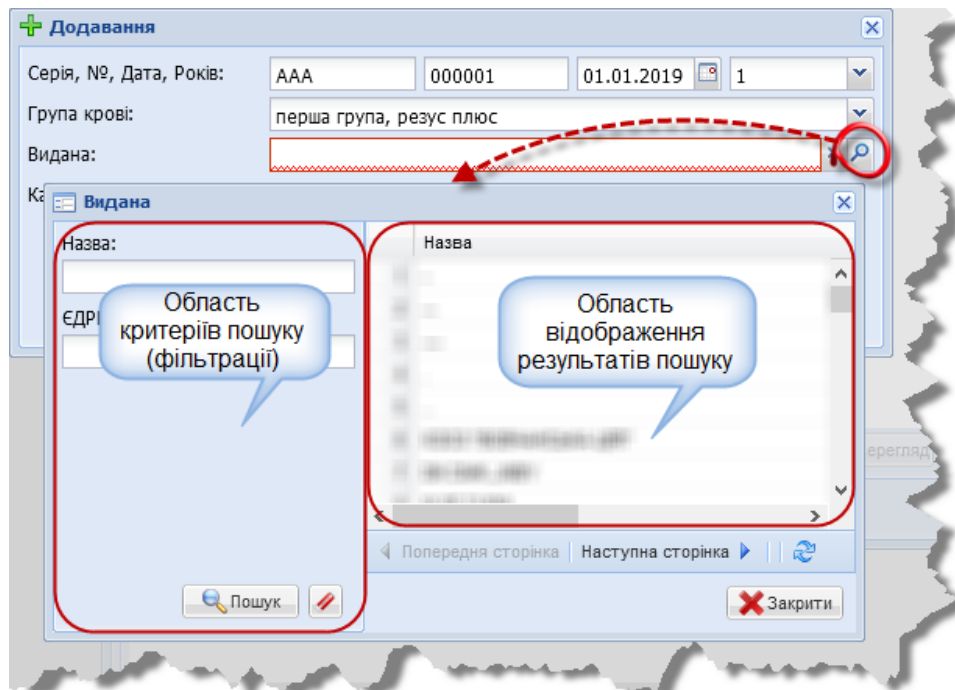 Додавання
Серія, №, Дата, Років:
ААА
000001
01.01.2019
1
Група крові:
перша група, резус плюс
Видана:
Видана
Назва:
Область
критеріїв пошуку
(фільтрації)
Назва
Область
відображення
результатів пошуку
Попередня сторінка
Наступна сторінка
Пошук
Закрити